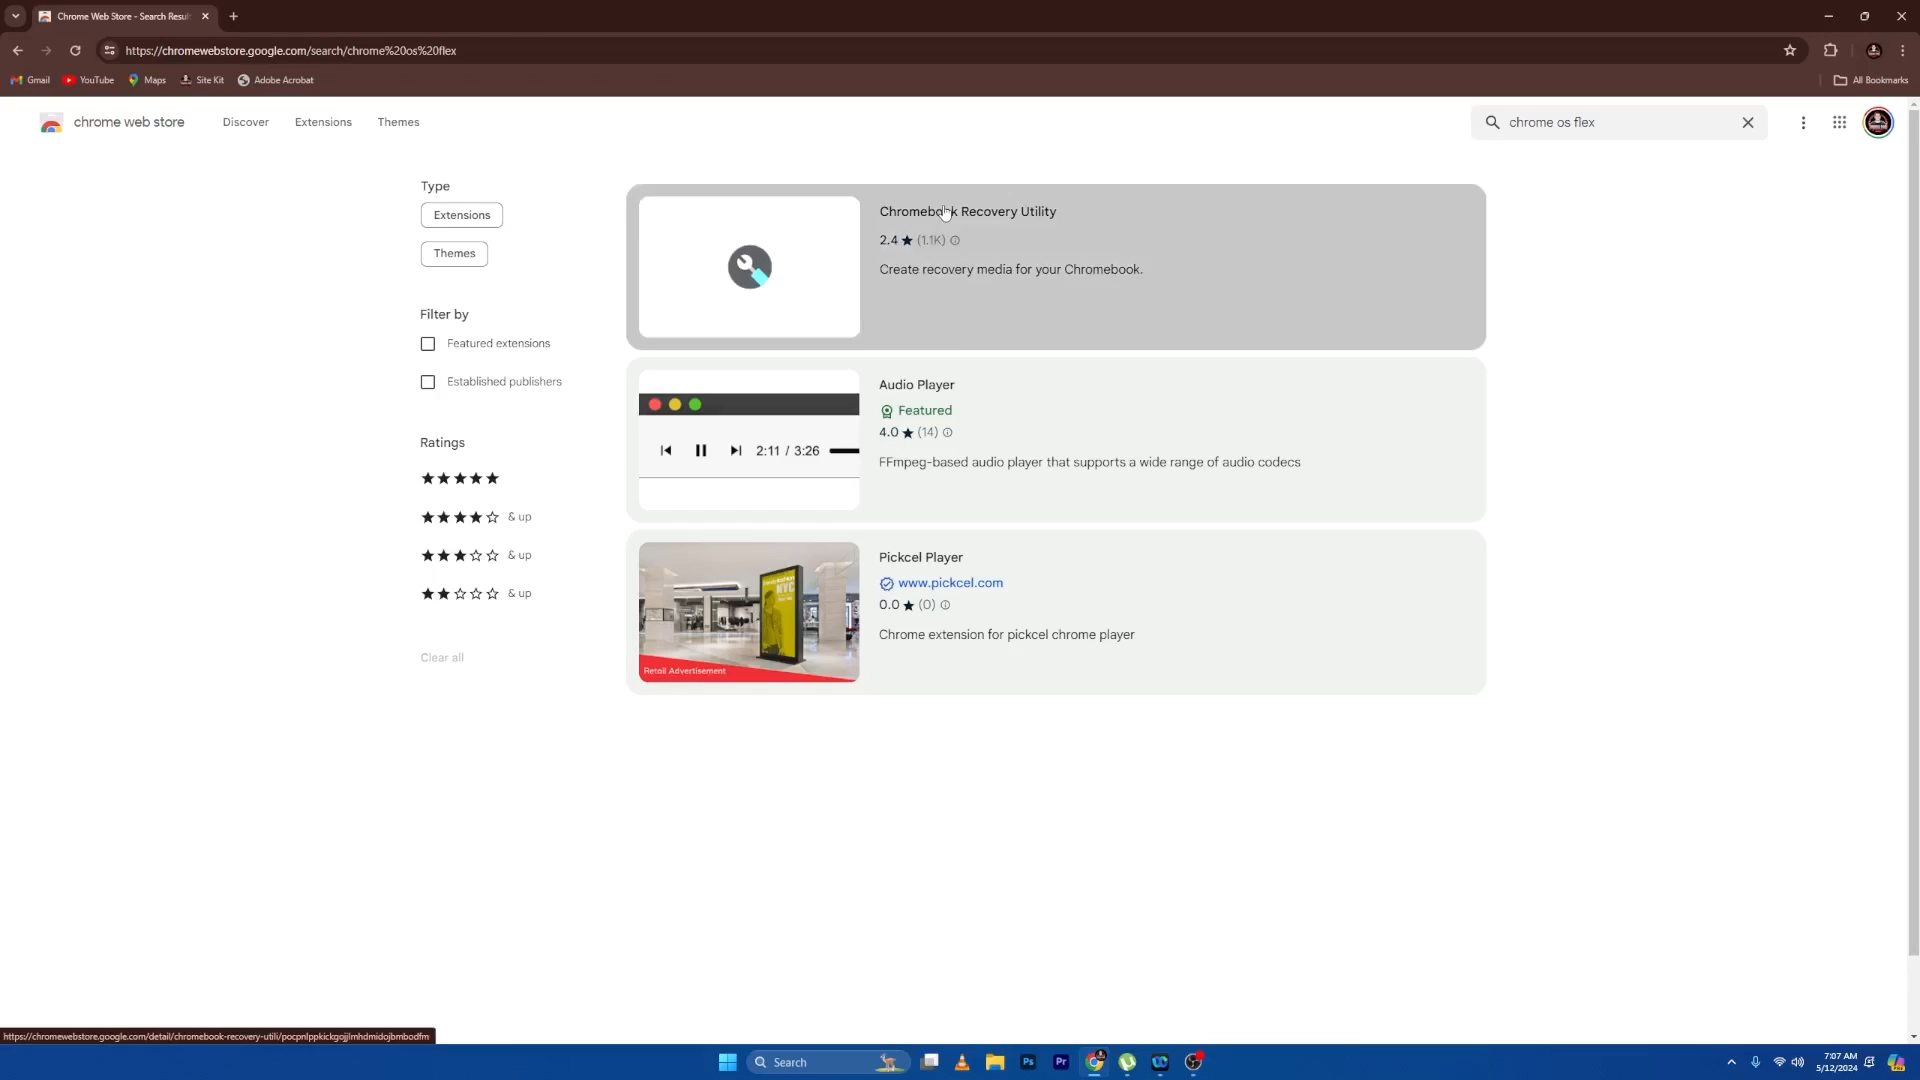 Chrome Web Store - Search Resul
https://chromewebstore.google.com/search/chrome%20os%20flex
Gmail
YouTube
Maps
Site Kit
Adobe Acrobat
All Bookmarks
chrome web store
Discover
Extensions
Themes
chrome os flex
Type
Extensions
Themes
Filter by
Featured extensions
Established publishers
Ratings
& up
& up
& up
Clear all
Chromebook Recovery Utility
2.4 ★ (1.1K)
Create recovery media for your Chromebook.
2:11 / 3:26
Audio Player
Featured
4.0 ★ (14)
FFmpeg-based audio player that supports a wide range of audio codecs
NYC
Retail Advertisement
Pickcel Player
www.pickcel.com
0.0 ★ (0)
Chrome extension for pickcel chrome player
https://chromewebstore.google.com/detail/chromebook-recovery-utili/pocpnlppkickgojjlmhdmidojbmbodfm
Search
Ps
Pr
7:07 AM
5/12/2024